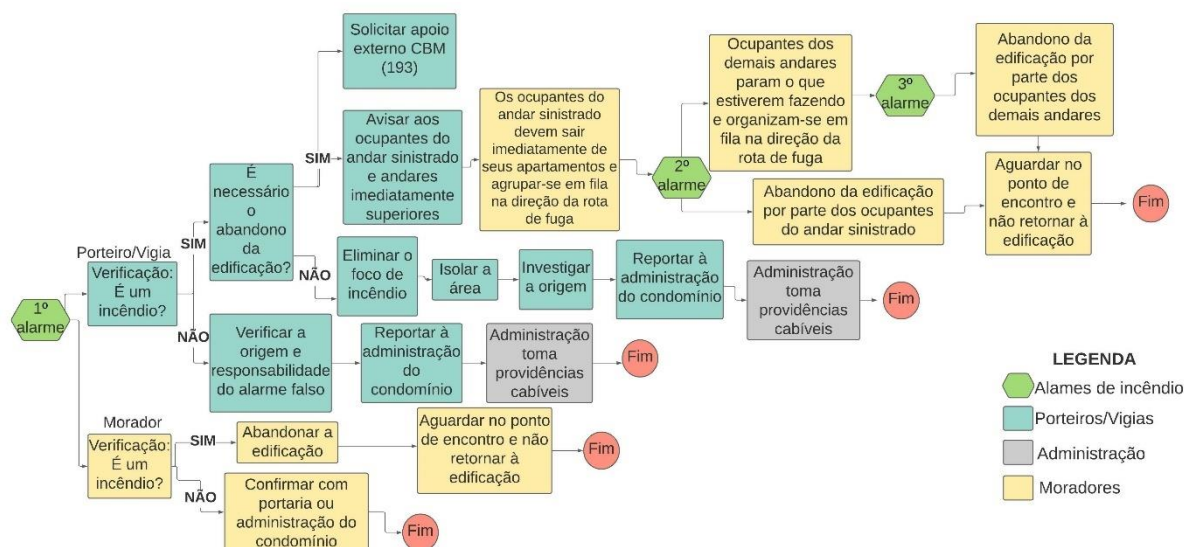 Solicitar apoio
externo CBM
(193)
Ocupantes dos
demais andares
param o que
estiverem fazendo
e organizam-se em
fila na direção da
rota de fuga
3º
alarme
Abandono da
edificação por
parte dos
ocupantes dos
demais andares
SIM
Avisar aos
ocupantes do
andar sinistrado
e andares
imediatamente
superiores
Os ocupantes do
andar sinistrado
devem sair
imediatamente de
seus apartamentos e
agrupar-se em fila
na direção da rota
de fuga
2º
alarme
Abandono da edificação
por parte dos ocupantes
do andar sinistrado
Aguardar no
ponto de
encontro e
não retornar à
edificação
Fim
É
necessário
o
abandono
da
edificação?
SIM
NÃO
Porteiro/Vigia
Verificação:
É um
incêndio?
1º
alarme
Eliminar o
foco de
incêndio
Isolar a
área
Investigar
a origem
Reportar à
administração
do condomínio
Administração
toma
providências
cabíveis
Fim
NÃO
Verificar a
origem e
responsabilidade
do alarme falso
Reportar à
administração
do
condomínio
Administração
toma
providências
cabíveis
Fim
Morador
Verificação:
É um
incêndio?
SIM
Abandonar a
edificação
Aguardar no ponto
de encontro e não
retornar à
edificação
Fim
NÃO
Confirmar com
portaria ou
administração do
condomínio
Fim
LEGENDA
Alames de incêndio
Porteiros/Vigias
Administração
Moradores